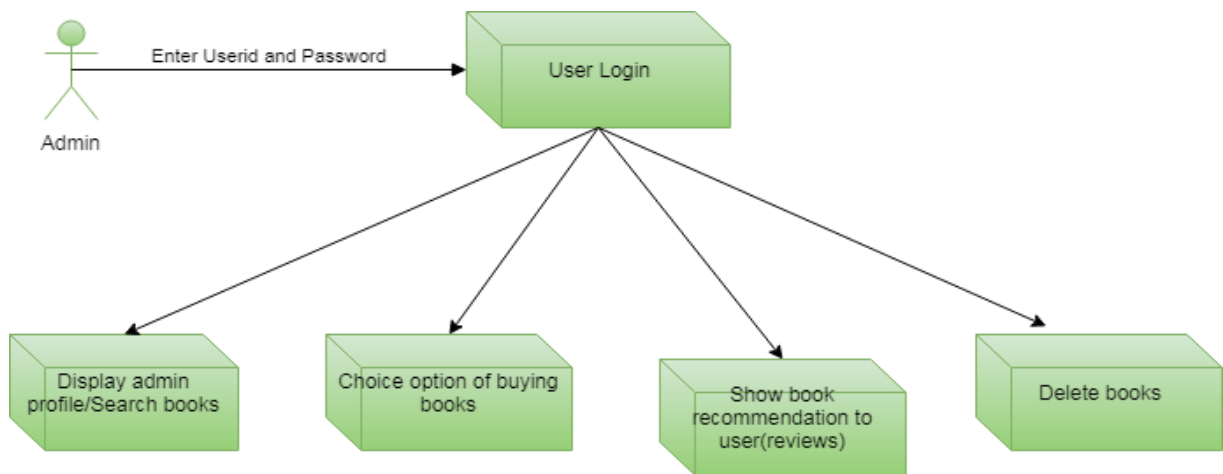 Enter Userid and Password
User Login
Admin
Display admin
profile/Search books
Choice option of buying
books
Show book
recommendation to
user(reviews)
Delete books